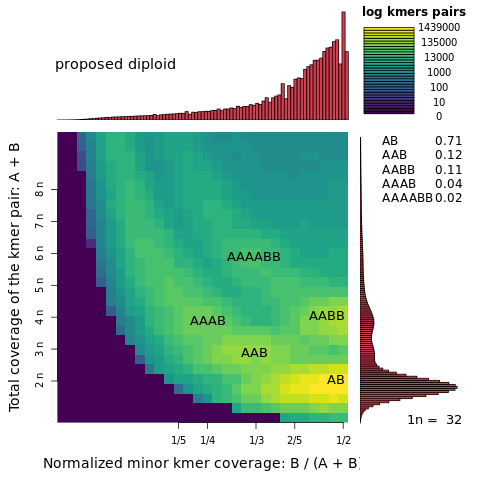 log kmers pairs
proposed diploid
1439000
135000
13000
1000
100
10
0
AB 0.71
AAB 0.12
AABB 0.11
AAAB 0.04
AAAABB 0.02
Total coverage of the kmer pair: A + B
8 n
7 n
6 n
5 n
4 n
3 n
2 n
AAAABB
AAAB
AABB
AAB
AB
1n = 32
1/5
1/4
1/3
2/5
1/2
Normalized minor kmer coverage: B / (A + B